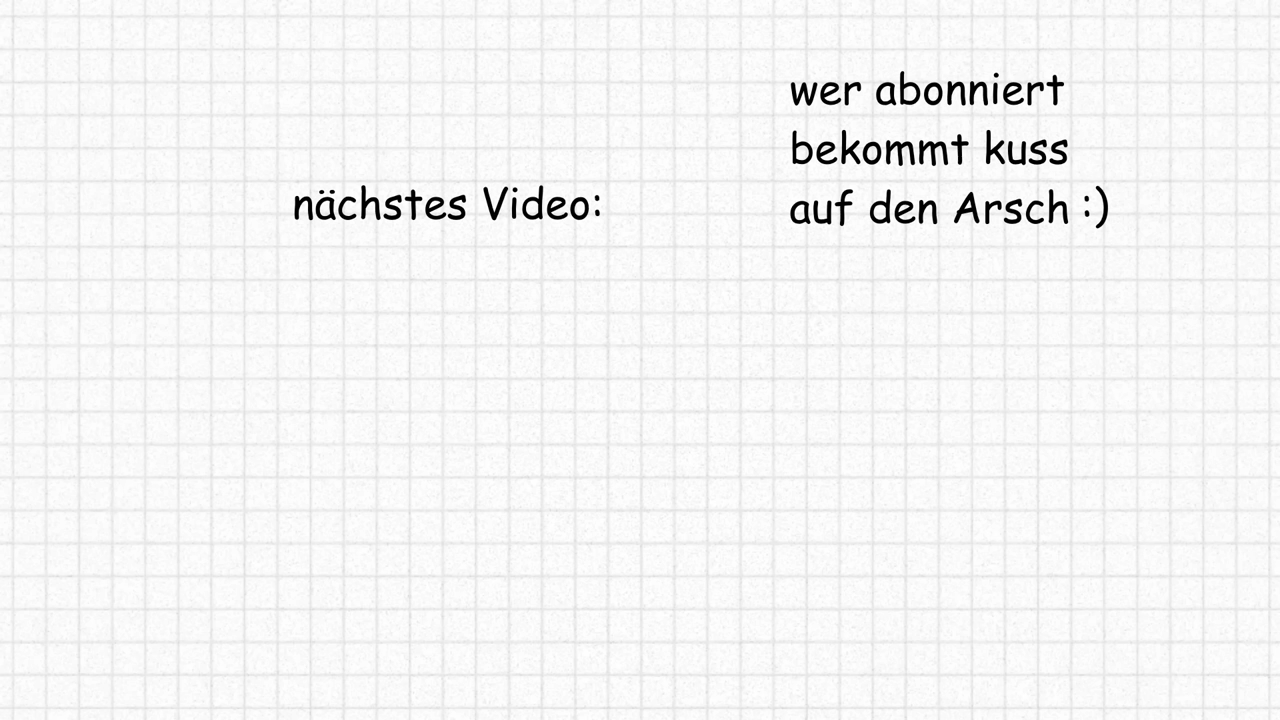 nächstes Video:
wer abonniert
bekommt kuss
auf den Arsch :)